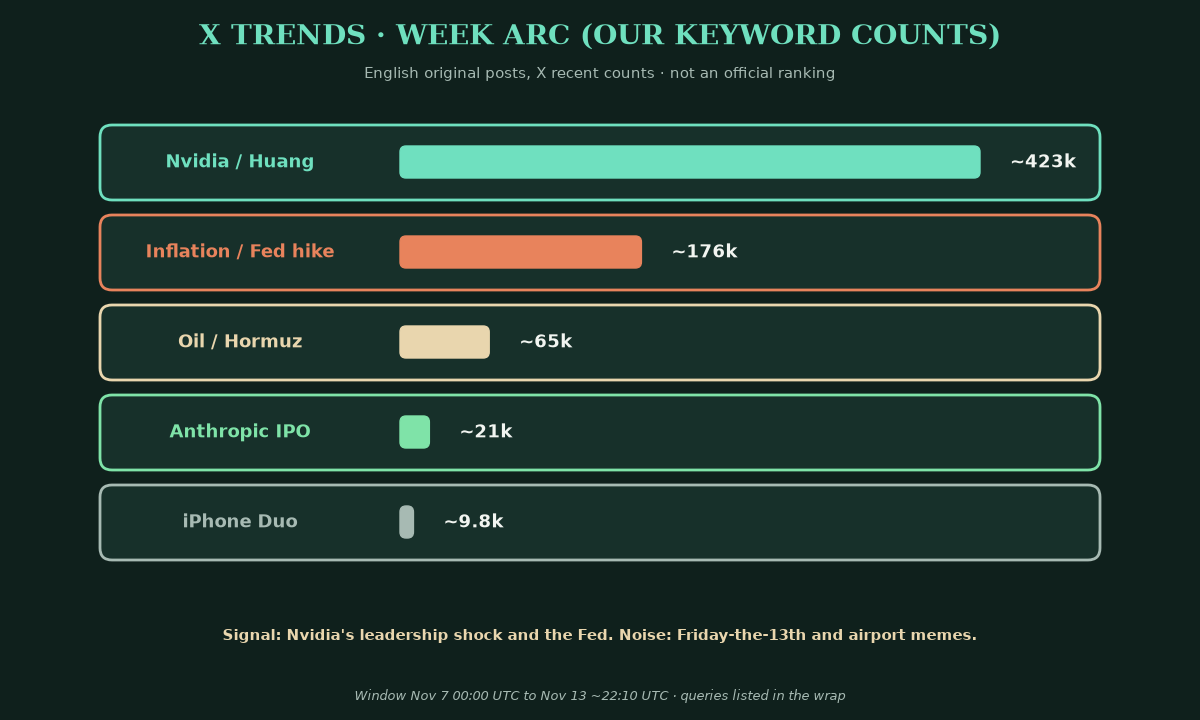 X TRENDS · WEEK ARC (OUR KEYWORD COUNTS)
English original posts, X recent counts · not an official ranking
Nvidia / Huang ~423k
Inflation / Fed hike ~176k
Oil / Hormuz ~65k
Anthropic IPO ~21k
iPhone Duo ~9.8k
Signal: Nvidia's leadership shock and the Fed. Noise: Friday-the-13th and airport memes.
Window Nov 7 00:00 UTC to Nov 13 ~22:10 UTC · queries listed in the wrap